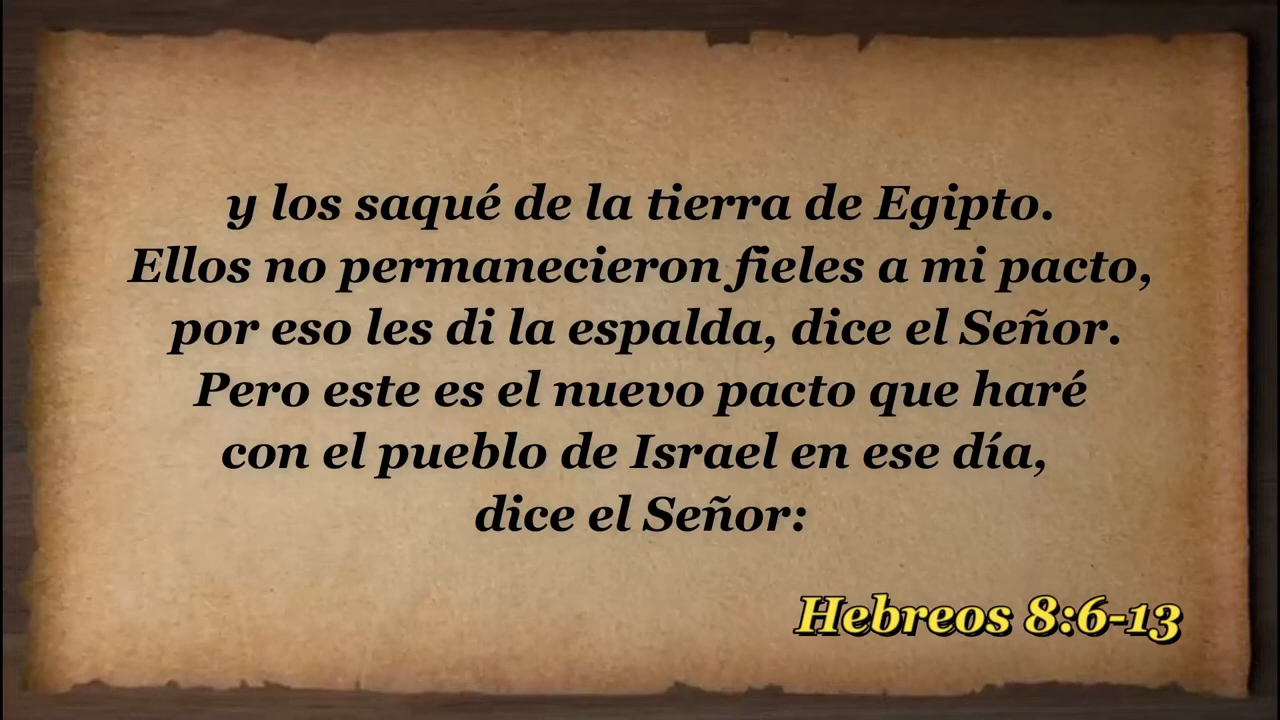 y los saqué de la tierra de Egipto.
Ellos no permanecieron fieles a mi pacto,
por eso les di la espalda, dice el Señor.
Pero este es el nuevo pacto que haré
con el pueblo de Israel en ese día,
dice el Señor:
Hebreos 8:6-13